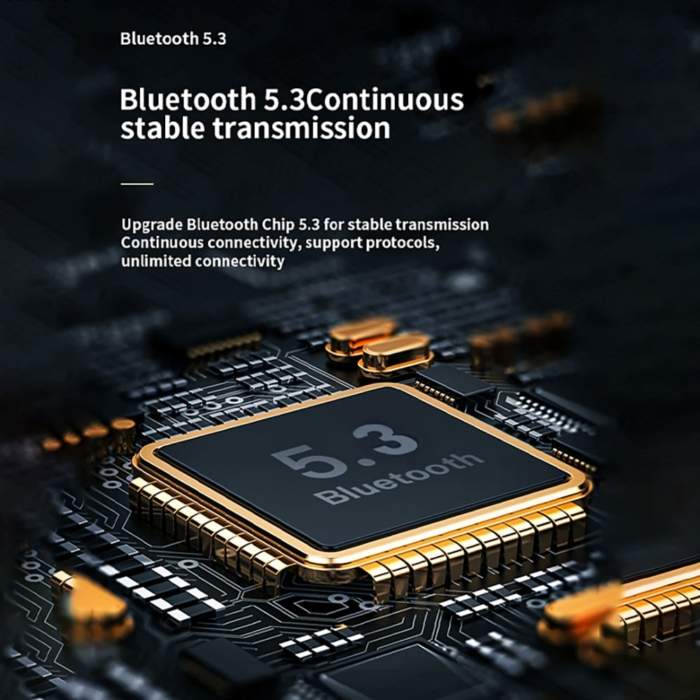 Bluetooth 5.3
Bluetooth 5.3Continuous
stable transmission
Upgrade Bluetooth Chip 5.3 for stable transmission
Continuous connectivity, support protocols,
unlimited connectivity
5.3
Bluetooth